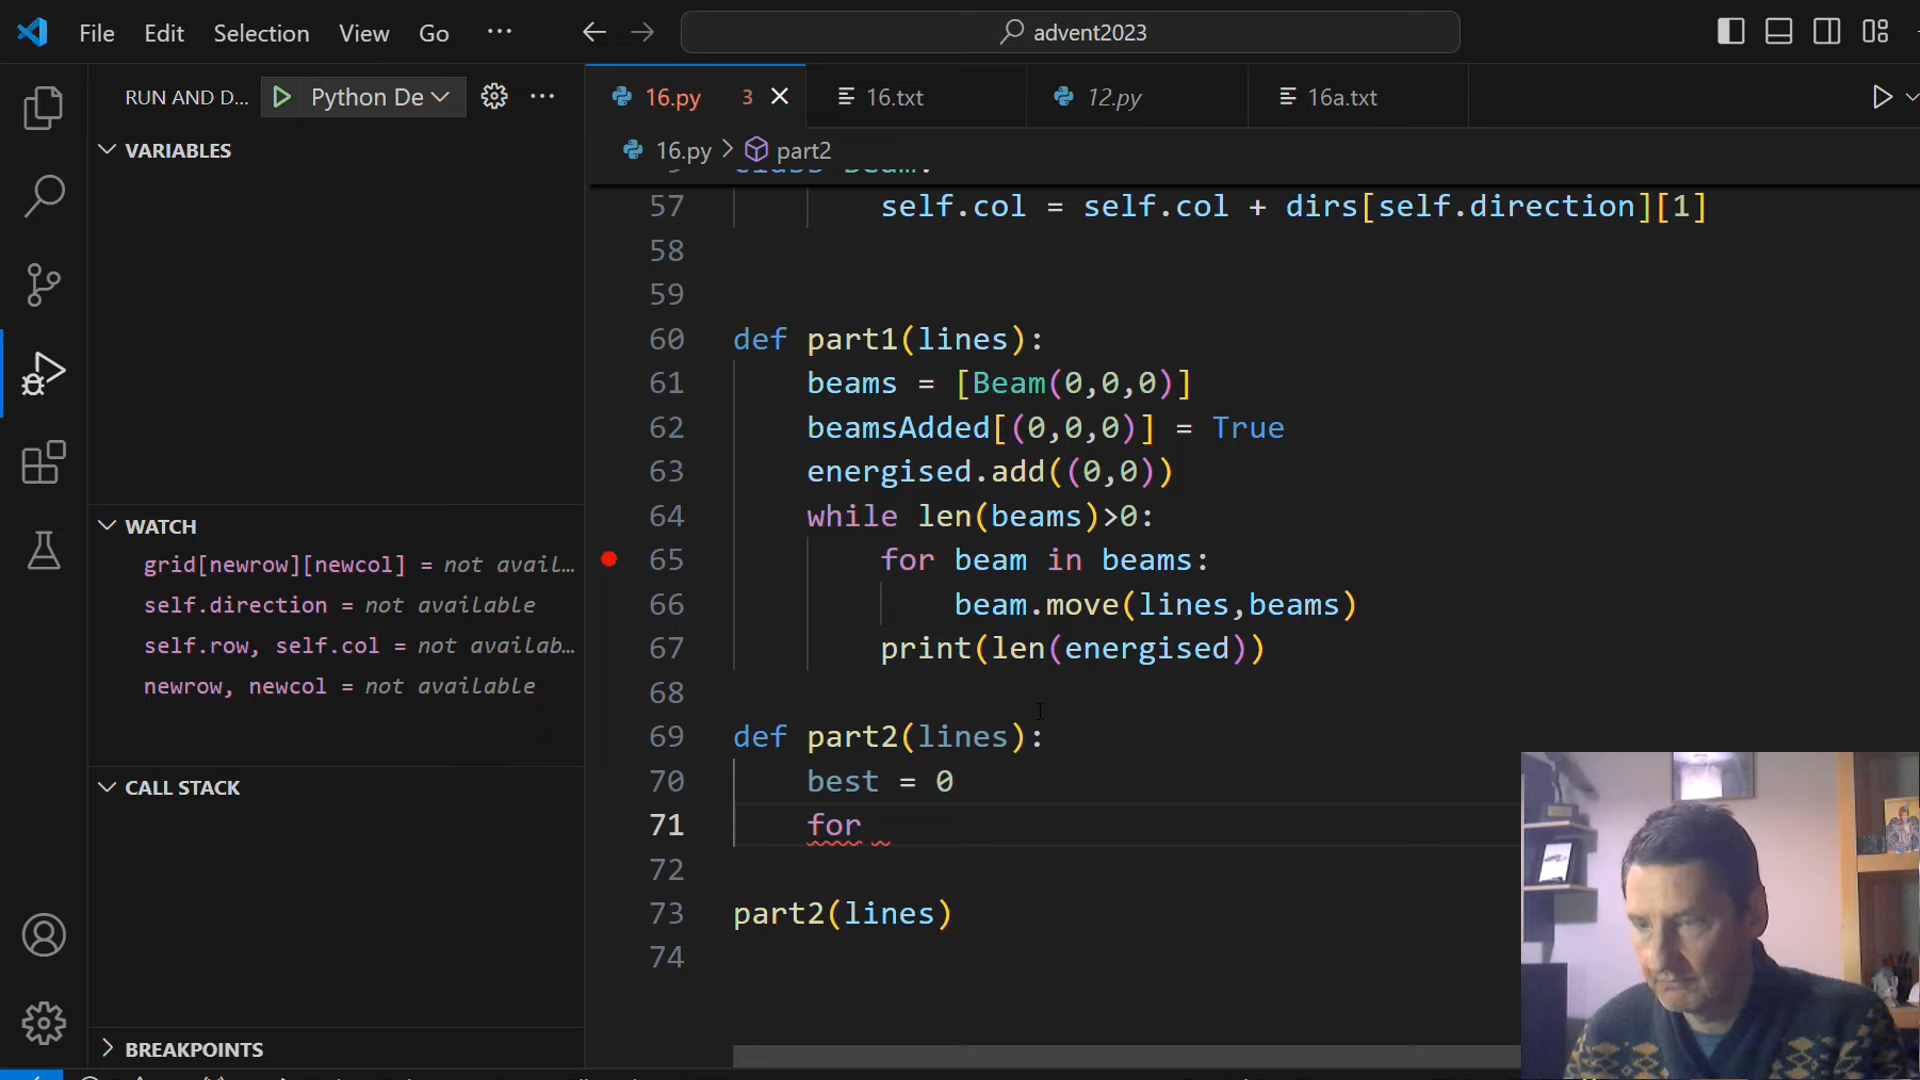 File Edit Selection View Go ··· advent2023
RUN AND D... Python De
16.py 3 16.txt 12.py 16a.txt
16.py > part2
VARIABLES
57 self.col = self.col + dirs[self.direction][1]
58
59
60 def part1(lines):
61 beams = [Beam(0,0,0)]
62 beamsAdded[(0,0,0)] = True
63 energised.add((0,0))
64 while len(beams)>0:
65 for beam in beams:
66 beam.move(lines,beams)
67 print(len(energised))
68
69 def part2(lines):
70 best = 0
71 for
72
73 part2(lines)
74
WATCH
grid[newrow][newcol] = not avail...
self.direction = not available
self.row, self.col = not availab...
newrow, newcol = not available
CALL STACK
BREAKPOINTS